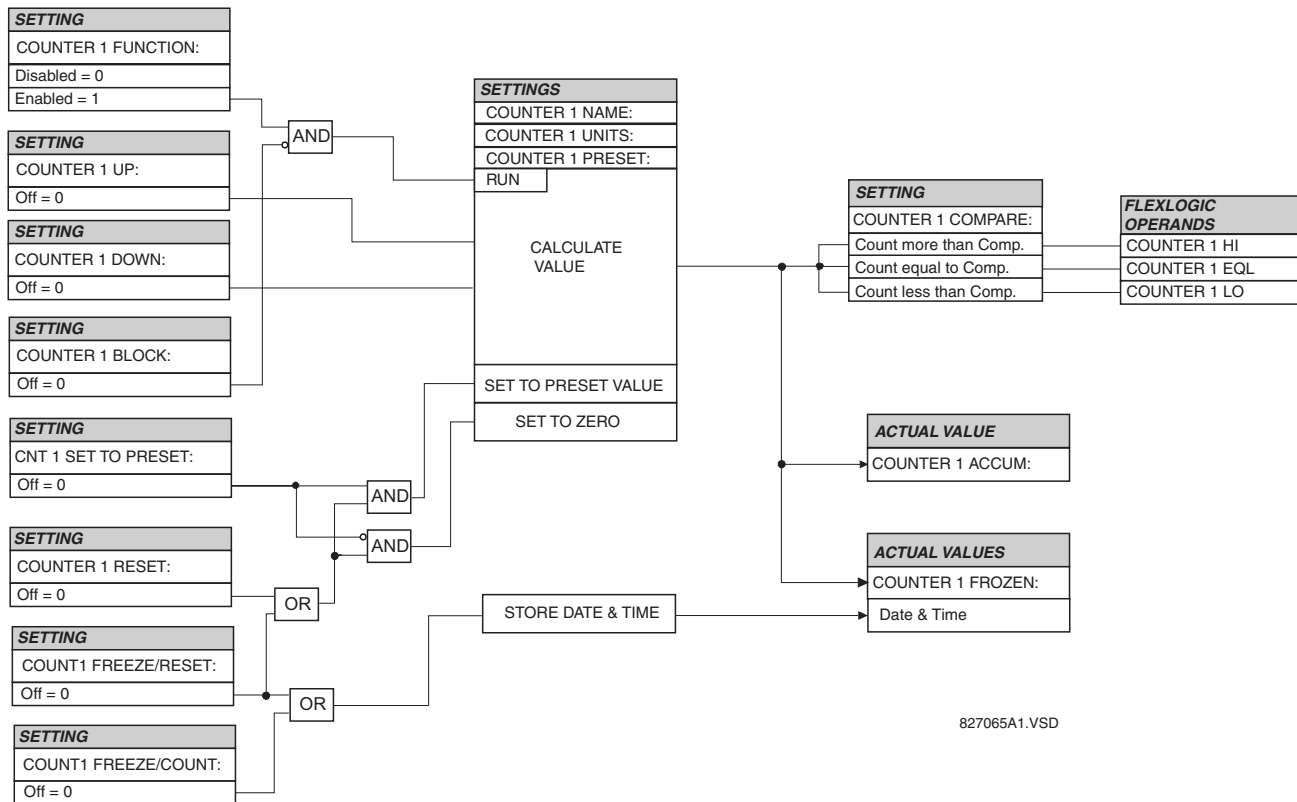 SETTING
COUNTER 1 FUNCTION:
Disabled = 0
Enabled = 1
SETTING
COUNTER 1 UP:
Off = 0
SETTING
COUNTER 1 DOWN:
Off = 0
SETTING
COUNTER 1 BLOCK:
Off = 0
SETTING
CNT 1 SET TO PRESET:
Off = 0
SETTING
COUNTER 1 RESET:
Off = 0
SETTING
COUNT1 FREEZE/RESET:
Off = 0
SETTING
COUNT1 FREEZE/COUNT:
Off = 0
AND
AND
AND
OR
OR
SETTINGS
COUNTER 1 NAME:
COUNTER 1 UNITS:
COUNTER 1 PRESET:
RUN
CALCULATE
VALUE
SET TO PRESET VALUE
SET TO ZERO
STORE DATE & TIME
SETTING
COUNTER 1 COMPARE:
Count more than Comp.
Count equal to Comp.
Count less than Comp.
FLEXLOGIC
OPERANDS
COUNTER 1 HI
COUNTER 1 EQL
COUNTER 1 LO
ACTUAL VALUE
COUNTER 1 ACCUM:
ACTUAL VALUES
COUNTER 1 FROZEN:
Date & Time
827065A1.VSD